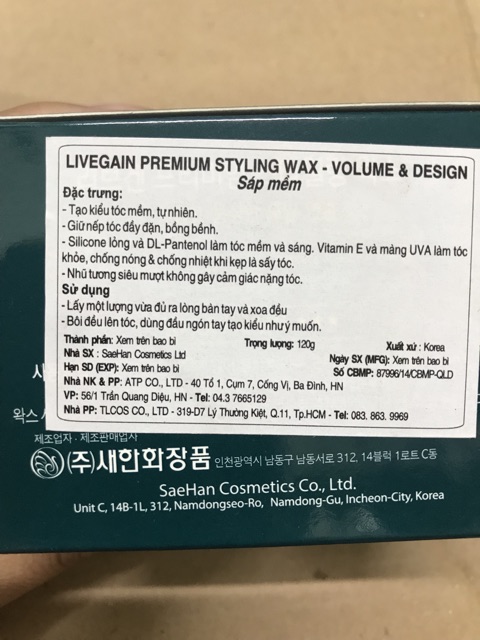 LIVEGAIN PREMIUM STYLING WAX - VOLUME & DESIGN
Sáp mềm
Đặc trưng:
- Tạo kiểu tóc mềm, tự nhiên.
- Giữ nếp tóc đầy đặn, bồng bềnh.
- Silicone lỏng và DL-Pantenol làm tóc mềm và sáng. Vitamin E và màng UVA làm tóc
khỏe, chống nóng & chống nhiệt khi kẹp là sấy tóc.
- Nhũ tương siêu mượt không gây cảm giác nặng tóc.
Sử dụng
- Lấy một lượng vừa đủ ra lòng bàn tay và xoa đều
- Bôi đều lên tóc, dùng đầu ngón tay tạo kiểu như ý muốn.
Thành phần: Xem trên bao bì Trọng lượng: 120g Xuất xứ : Korea
Nhà SX : SaeHan Cosmetics Ltd Ngày SX (MFG): Xem trên bao bì
Hạn SD (EXP): Xem trên bao bì Số CBMP: 87996/14/CBMP-QLD
Nhà NK & PP: ATP CO., LTD - 40 Tổ 1, Cụm 7, Cống Vị, Ba Đình, HN
VP: 56/1 Trần Quang Diệu, HN - Tel: 04.3 7665129
Nhà PP: TLCOS CO., LTD - 319-D7 Lý Thường Kiệt, Q.11, Tp.HCM - Tel: 083. 863. 9969
왁스
제조업자 · 제조판매업자
(주)새한화장품 인천광역시 남동구 남동서로 312, 14블럭 1로트 C동
SaeHan Cosmetics Co., Ltd.
Unit C, 14B-1L, 312, Namdongseo-Ro, Namdong-Gu, Incheon-City, Korea